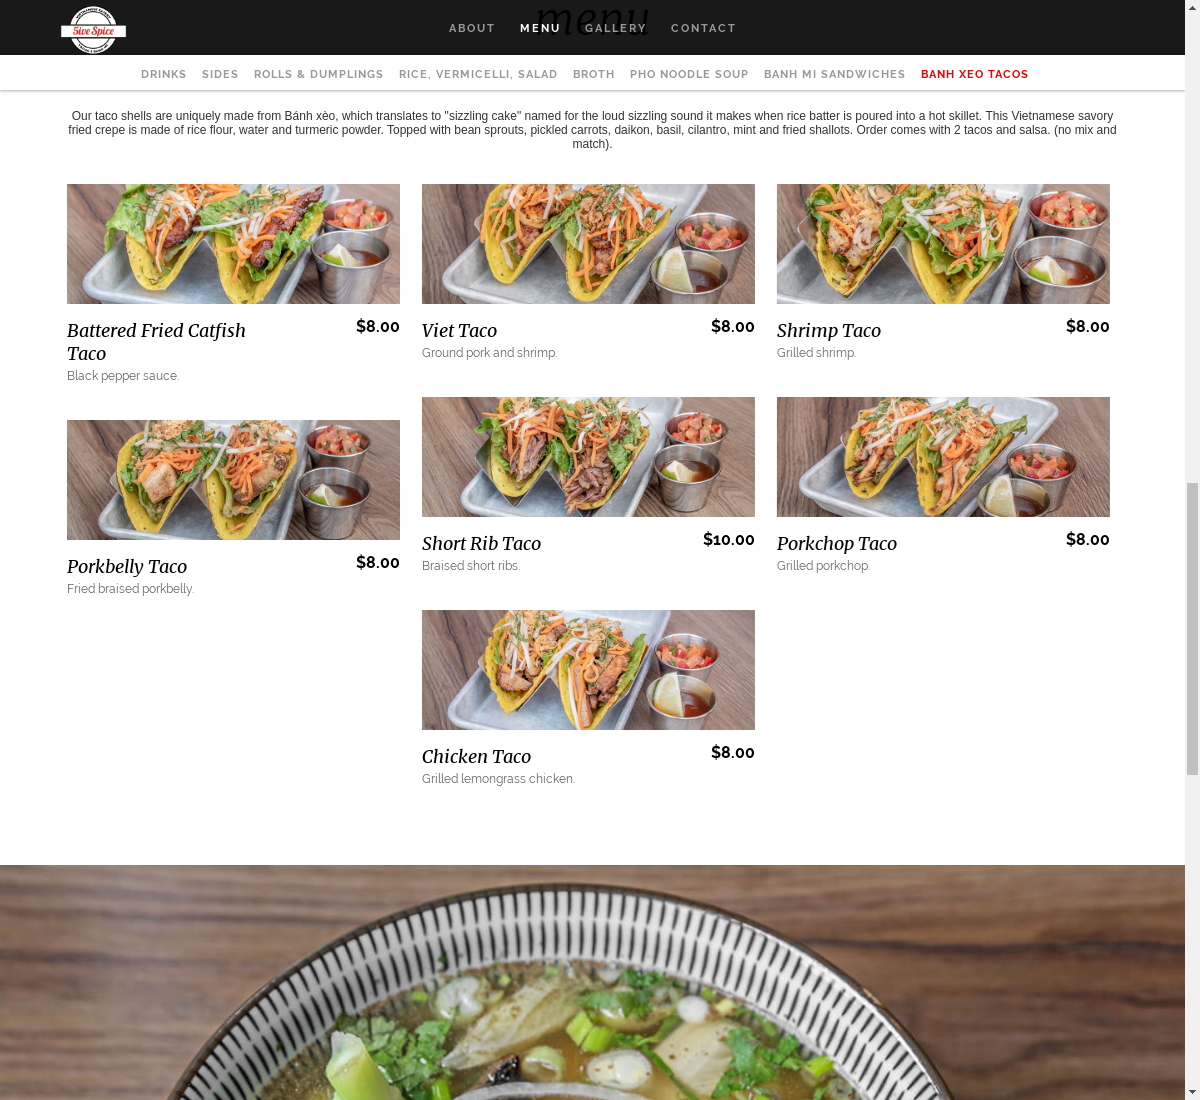 menu
5ive Spice
ABOUT MENU GALLERY CONTACT
DRINKS SIDES ROLLS & DUMPLINGS RICE, VERMICELLI, SALAD BROTH PHO NOODLE SOUP BANH MI SANDWICHES BANH XEO TACOS
Our taco shells are uniquely made from Bánh xèo, which translates to "sizzling cake" named for the loud sizzling sound it makes when rice batter is poured into a hot skillet. This Vietnamese savory
fried crepe is made of rice flour, water and turmeric powder. Topped with bean sprouts, pickled carrots, daikon, basil, cilantro, mint and fried shallots. Order comes with 2 tacos and salsa. (no mix and
match).
Battered Fried Catfish
Taco
$8.00
Black pepper sauce.
Viet Taco
$8.00
Ground pork and shrimp.
Shrimp Taco
$8.00
Grilled shrimp.
Porkbelly Taco
$8.00
Fried braised porkbelly.
Short Rib Taco
$10.00
Braised short ribs.
Porkchop Taco
$8.00
Grilled porkchop.
Chicken Taco
$8.00
Grilled lemongrass chicken.